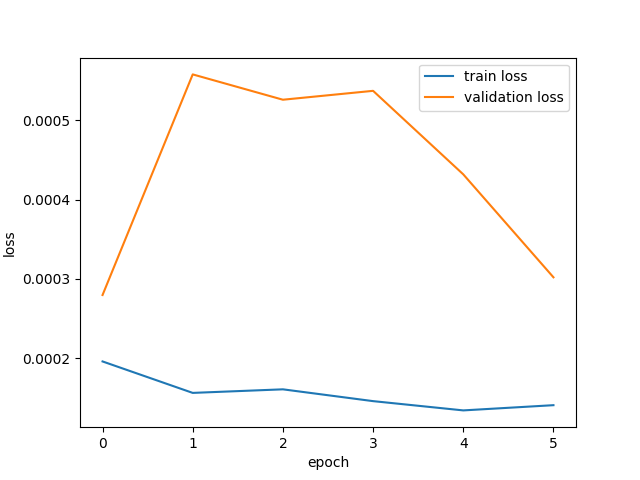 train loss
validation loss
0.0005
0.0004
0.0003
0.0002
loss
0 1 2 3 4 5
epoch